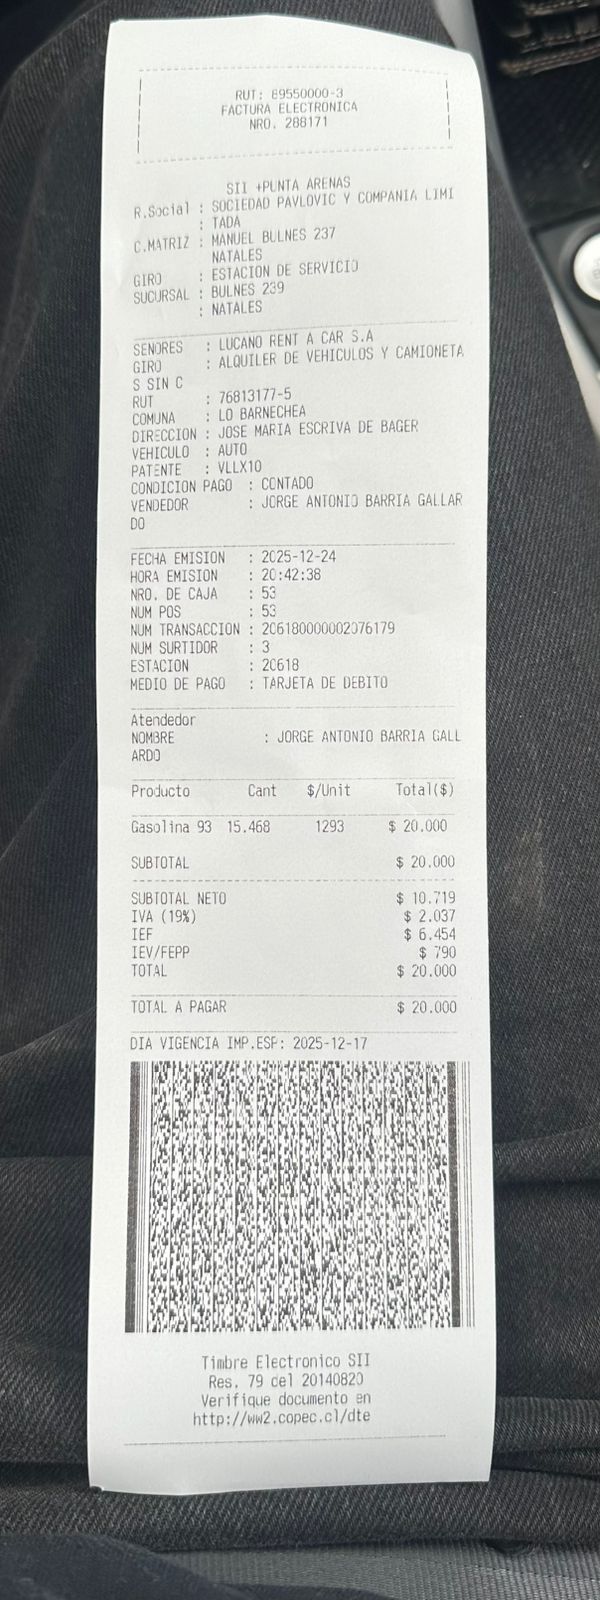 RUT: 89550000-3
FACTURA ELECTRONICA
NRO. 288171
SII +PUNTA ARENAS
R.Social : SOCIEDAD PAVLOVIC Y COMPANIA LIMI
: TADA
C.MATRIZ : MANUEL BULNES 237
NATALES
GIRO : ESTACION DE SERVICIO
SUCURSAL : BULNES 239
: NATALES
SENORES : LUCANO RENT A CAR S.A
GIRO : ALQUILER DE VEHICULOS Y CAMIONETA
S SIN C
RUT : 76813177-5
COMUNA : LO BARNECHEA
DIRECCION : JOSE MARIA ESCRIVA DE BAGER
VEHICULO : AUTO
PATENTE : VLLX10
CONDICION PAGO : CONTADO
VENDEDOR : JORGE ANTONIO BARRIA GALLAR
DO
FECHA EMISION : 2025-12-24
HORA EMISION : 20:42:38
NRO. DE CAJA : 53
NUM POS : 53
NUM TRANSACCION : 206180000002076179
NUM SURTIDOR : 3
ESTACION : 20618
MEDIO DE PAGO : TARJETA DE DEBITO
Atendedor
NOMBRE : JORGE ANTONIO BARRIA GALL
ARDO
Producto Cant $/Unit Total($)
Gasolina 93 15.468 1293 $ 20.000
SUBTOTAL $ 20.000
SUBTOTAL NETO $ 10.719
IVA (19%) $ 2.037
IEF $ 6.454
IEV/FEPP $ 790
TOTAL $ 20.000
TOTAL A PAGAR $ 20.000
DIA VIGENCIA IMP.ESP: 2025-12-17
Timbre Electronico SII
Res. 79 del 20140820
Verifique documento en
http://ww2.copec.cl/dte